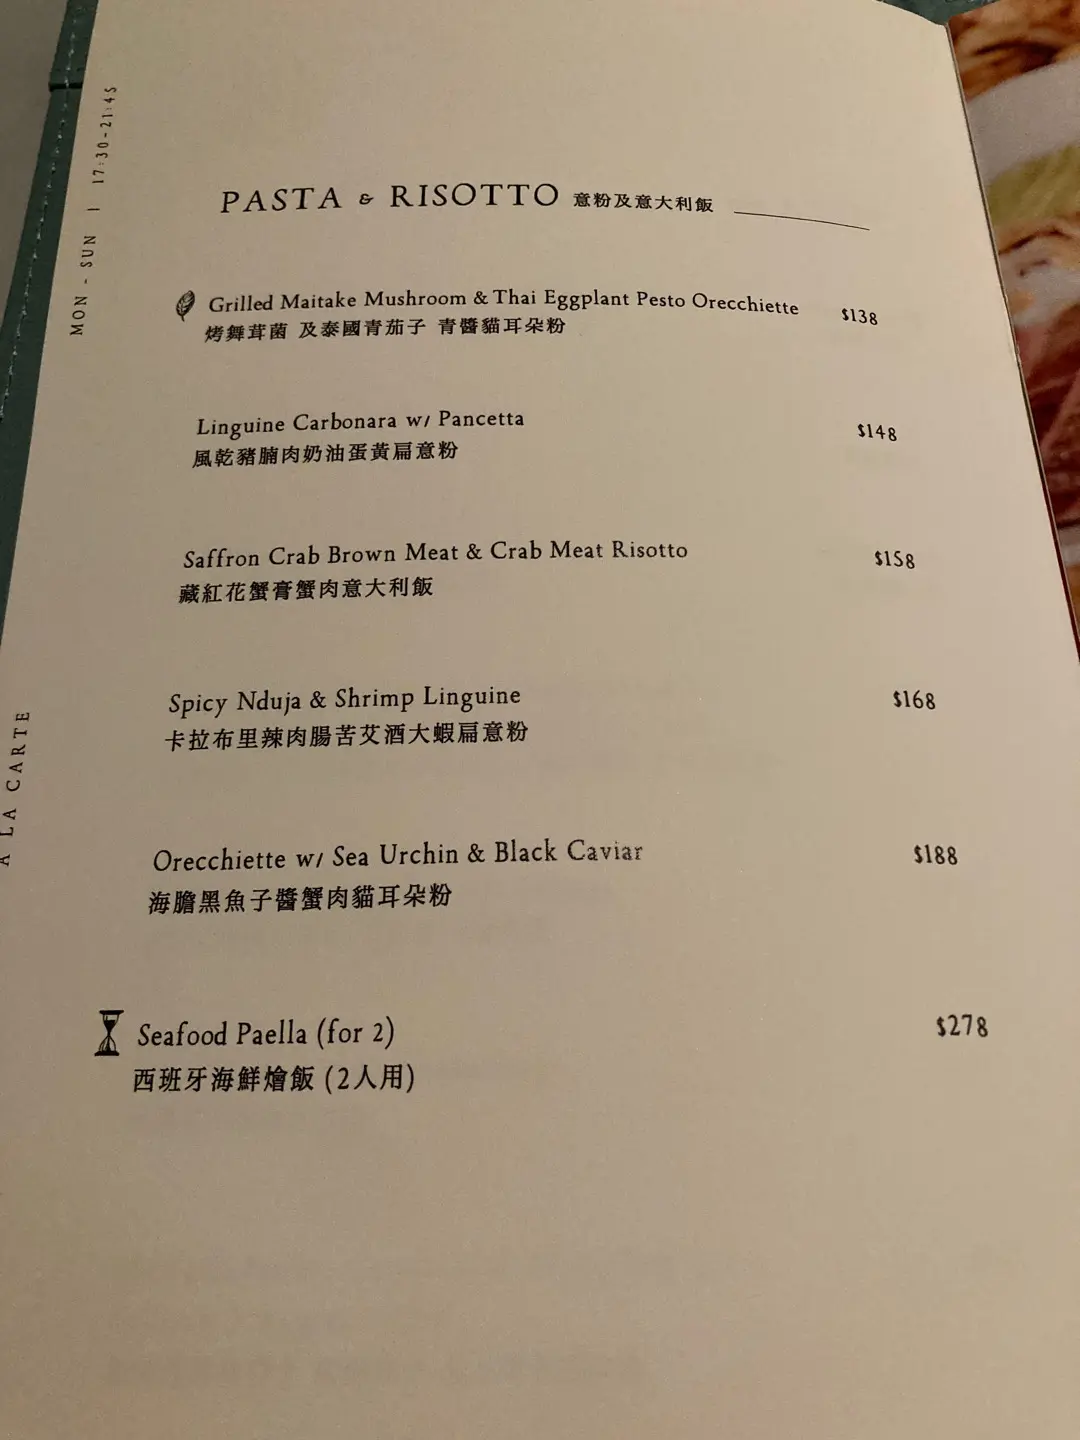 MON - SUN | 17:30-21:45
PASTA & RISOTTO 意粉及意大利飯
Grilled Maitake Mushroom & Thai Eggplant Pesto Orecchiette $138
烤舞茸菌 及泰國青茄子 青醬貓耳朵粉
Linguine Carbonara w/ Pancetta $148
風乾豬腩肉奶油蛋黃扁意粉
Saffron Crab Brown Meat & Crab Meat Risotto $158
藏紅花蟹膏蟹肉意大利飯
Spicy Nduja & Shrimp Linguine $168
卡拉布里辣肉腸苦艾酒大蝦扁意粉
Orecchiette w/ Sea Urchin & Black Caviar $188
海膽黑魚子醬蟹肉貓耳朵粉
Seafood Paella (for 2) $278
西班牙海鮮燴飯 (2人用)
A LA CARTE